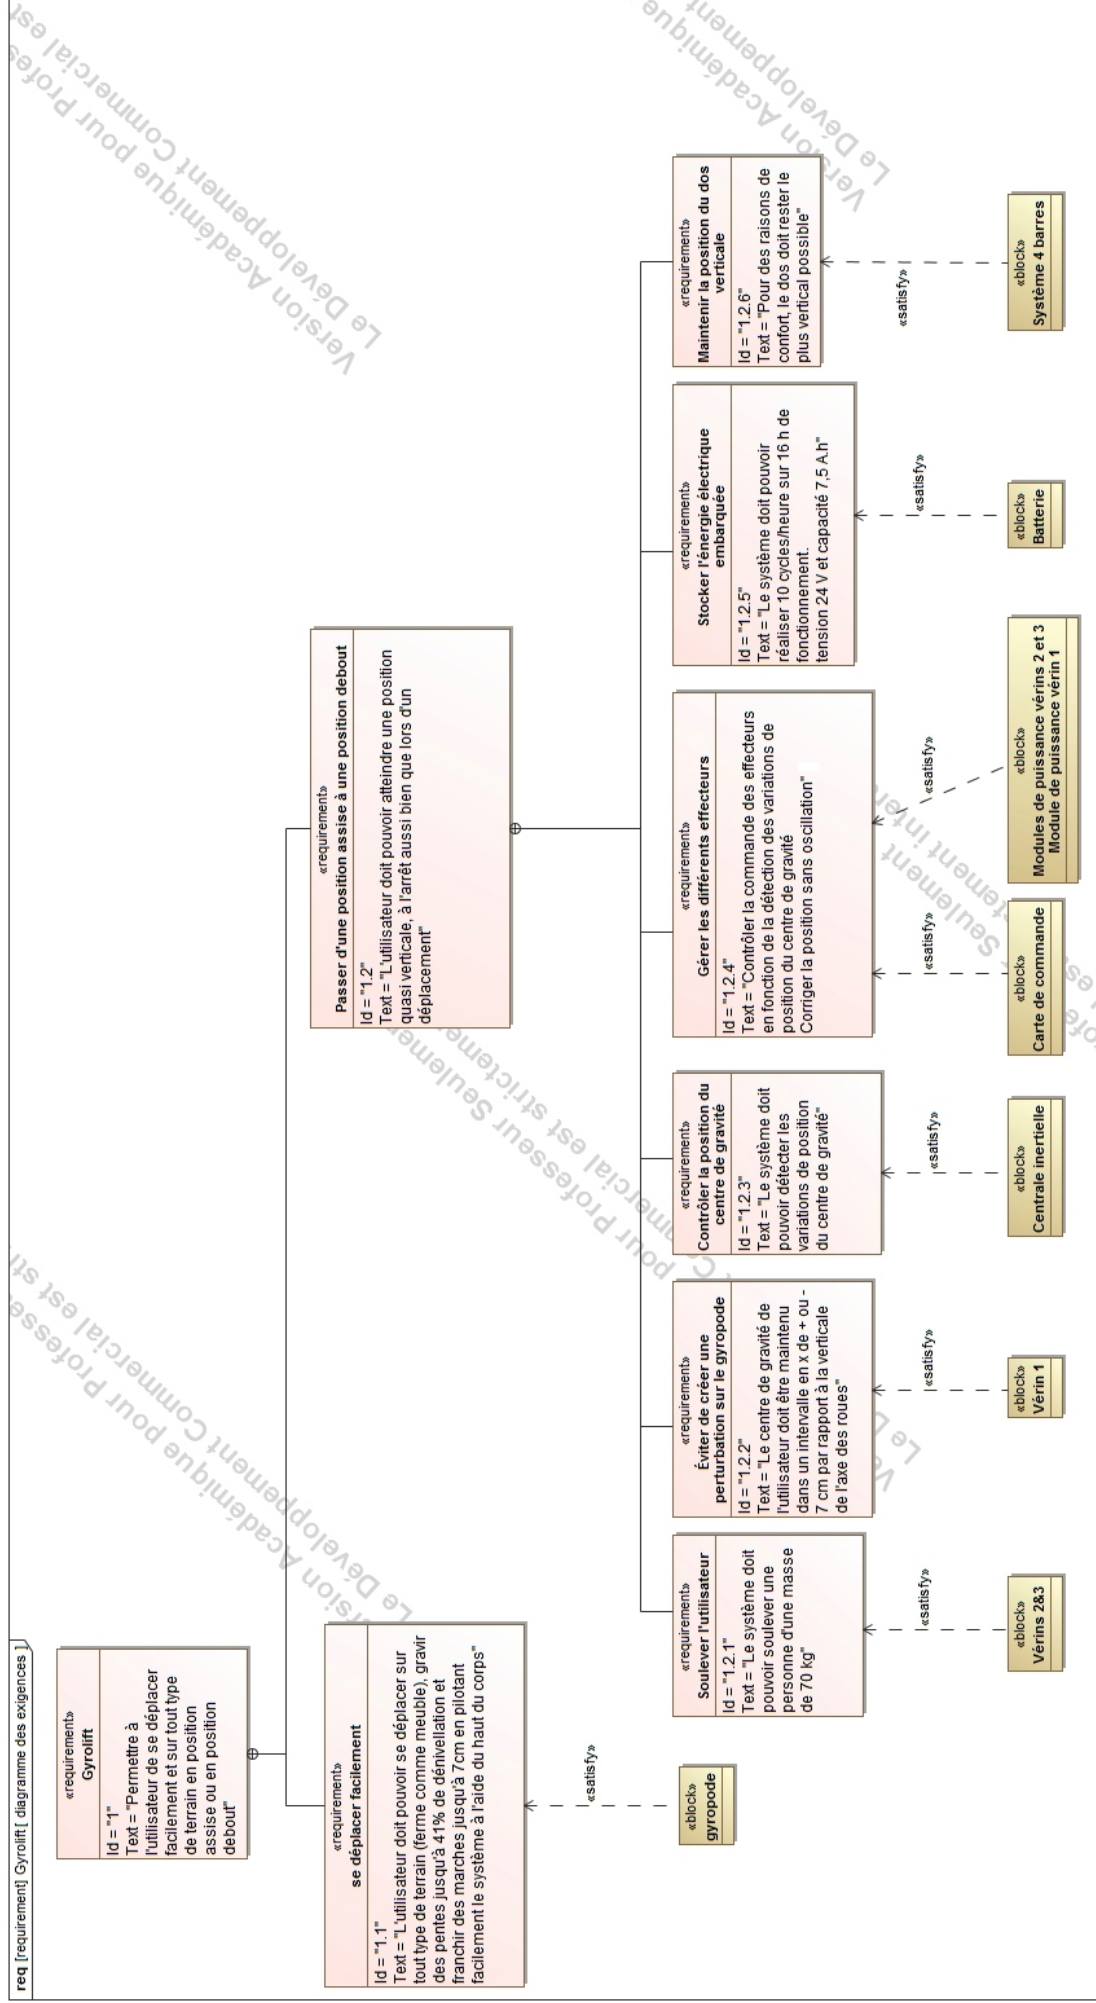 req [requirement] Gyrolift [ diagramme des exigences ]
«requirement»
Gyrolift
Id = "1"
Text = "Permettre à
l'utilisateur de se déplacer
facilement et sur tout type
de terrain en position
assise ou en position
debout"
«requirement»
se déplacer facilement
Id = "1.1"
Text = "L'utilisateur doit pouvoir se déplacer sur
tout type de terrain (ferme comme meuble), gravir
des pentes jusqu'à 41% de dénivellation et
franchir des marches jusqu'à 7cm en pilotant
facilement le système à l'aide du haut du corps"
«satisfy»
«block»
gyropode
«requirement»
Passer d'une position assise à une position debout
Id = "1.2"
Text = "L'utilisateur doit pouvoir atteindre une position
quasi verticale, à l'arrêt aussi bien que lors d'un
déplacement"
«requirement»
Soulever l'utilisateur
Id = "1.2.1"
Text = "Le système doit
pouvoir soulever une
personne d'une masse
de 70 kg"
«satisfy»
«block»
Vérins 2&3
«requirement»
Éviter de créer une
perturbation sur le gyropode
Id = "1.2.2"
Text = "Le centre de gravité de
l'utilisateur doit être maintenu
dans un intervalle en x de + ou -
7 cm par rapport à la verticale
de l'axe des roues"
«satisfy»
«block»
Vérin 1
«requirement»
Contrôler la position du
centre de gravité
Id = "1.2.3"
Text = "Le système doit
pouvoir détecter les
variations de position
du centre de gravité"
«satisfy»
«block»
Centrale inertielle
«requirement»
Gérer les différents effecteurs
Id = "1.2.4"
Text = "Contrôler la commande des effecteurs
en fonction de la détection des variations de
position du centre de gravité
Corriger la position sans oscillation"
«satisfy»
«block»
Carte de commande
«satisfy»
«block»
Modules de puissance vérins 2 et 3
Module de puissance vérin 1
«requirement»
Stocker l'énergie électrique
embarquée
Id = "1.2.5"
Text = "Le système doit pouvoir
réaliser 10 cycles/heure sur 16 h de
fonctionnement.
tension 24 V et capacité 7,5 A.h"
«satisfy»
«block»
Batterie
«requirement»
Maintenir la position du dos
verticale
Id = "1.2.6"
Text = "Pour des raisons de
confort, le dos doit rester le
plus vertical possible"
«satisfy»
«block»
Système 4 barres